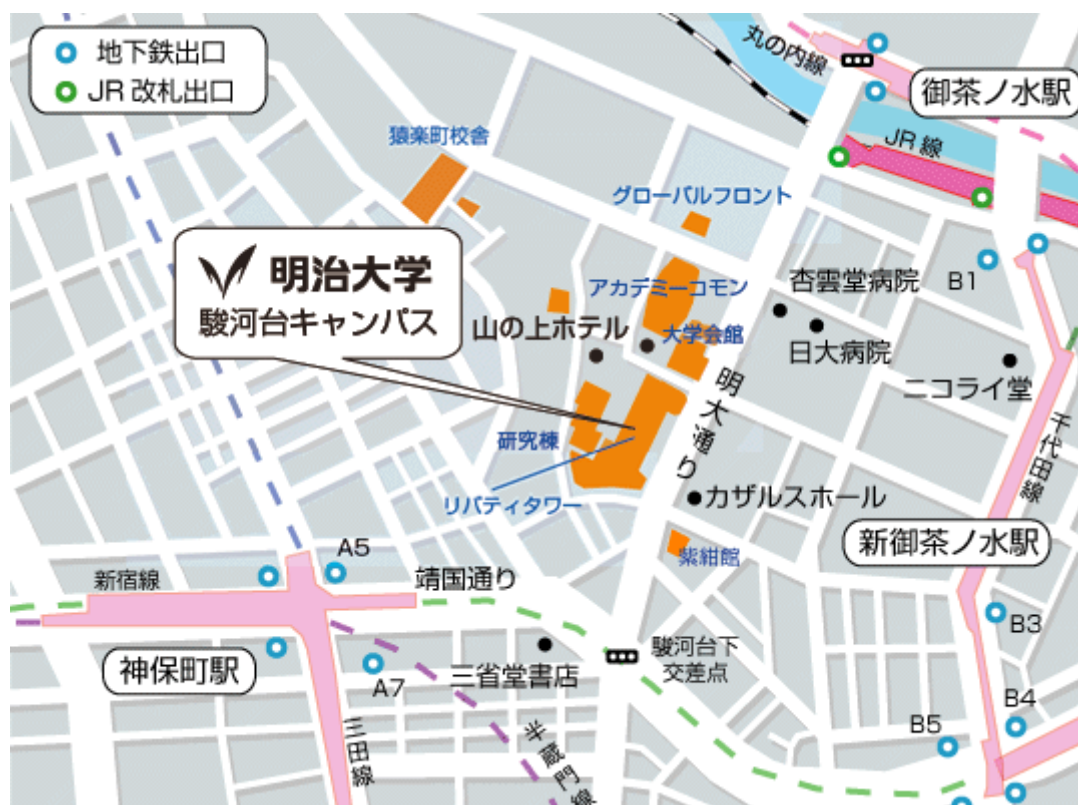 地下鉄出口
JR改札出口
丸の内線
御茶ノ水駅
JR線
猿楽町校舎
グローバルフロント
明治大学
駿河台キャンパス
アカデミーコモン
杏雲堂病院
B1
山の上ホテル
大学会館
日大病院
ニコライ堂
明大通り
千代田線
研究棟
リバティタワー
カザルスホール
新御茶ノ水駅
紫紺館
A5
新宿線
靖国通り
B3
神保町駅
A7
三省堂書店
駿河台下
交差点
B4
B5
三田線
半蔵門線